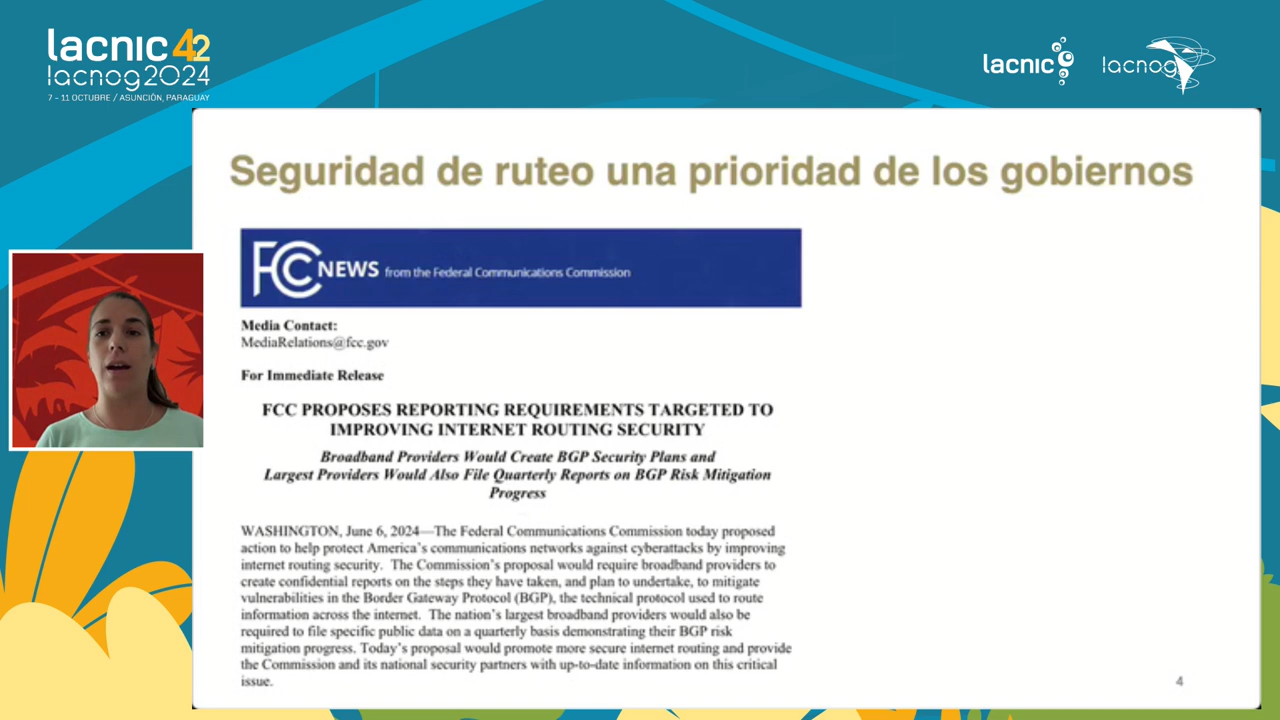 lacnic 42
lacnog2024
7 - 11 OCTUBRE / ASUNCIÓN, PARAGUAY
lacnic
lacnog
Seguridad de ruteo una prioridad de los gobiernos
FCC NEWS from the Federal Communications Commission
Media Contact:
MediaRelations@fcc.gov
For Immediate Release
FCC PROPOSES REPORTING REQUIREMENTS TARGETED TO
IMPROVING INTERNET ROUTING SECURITY
Broadband Providers Would Create BGP Security Plans and
Largest Providers Would Also File Quarterly Reports on BGP Risk Mitigation
Progress
WASHINGTON, June 6, 2024—The Federal Communications Commission today proposed
action to help protect America's communications networks against cyberattacks by improving
internet routing security.  The Commission's proposal would require broadband providers to
create confidential reports on the steps they have taken, and plan to undertake, to mitigate
vulnerabilities in the Border Gateway Protocol (BGP), the technical protocol used to route
information across the internet.  The nation's largest broadband providers would also be
required to file specific public data on a quarterly basis demonstrating their BGP risk
mitigation progress. Today's proposal would promote more secure internet routing and provide
the Commission and its national security partners with up-to-date information on this critical
issue.
4